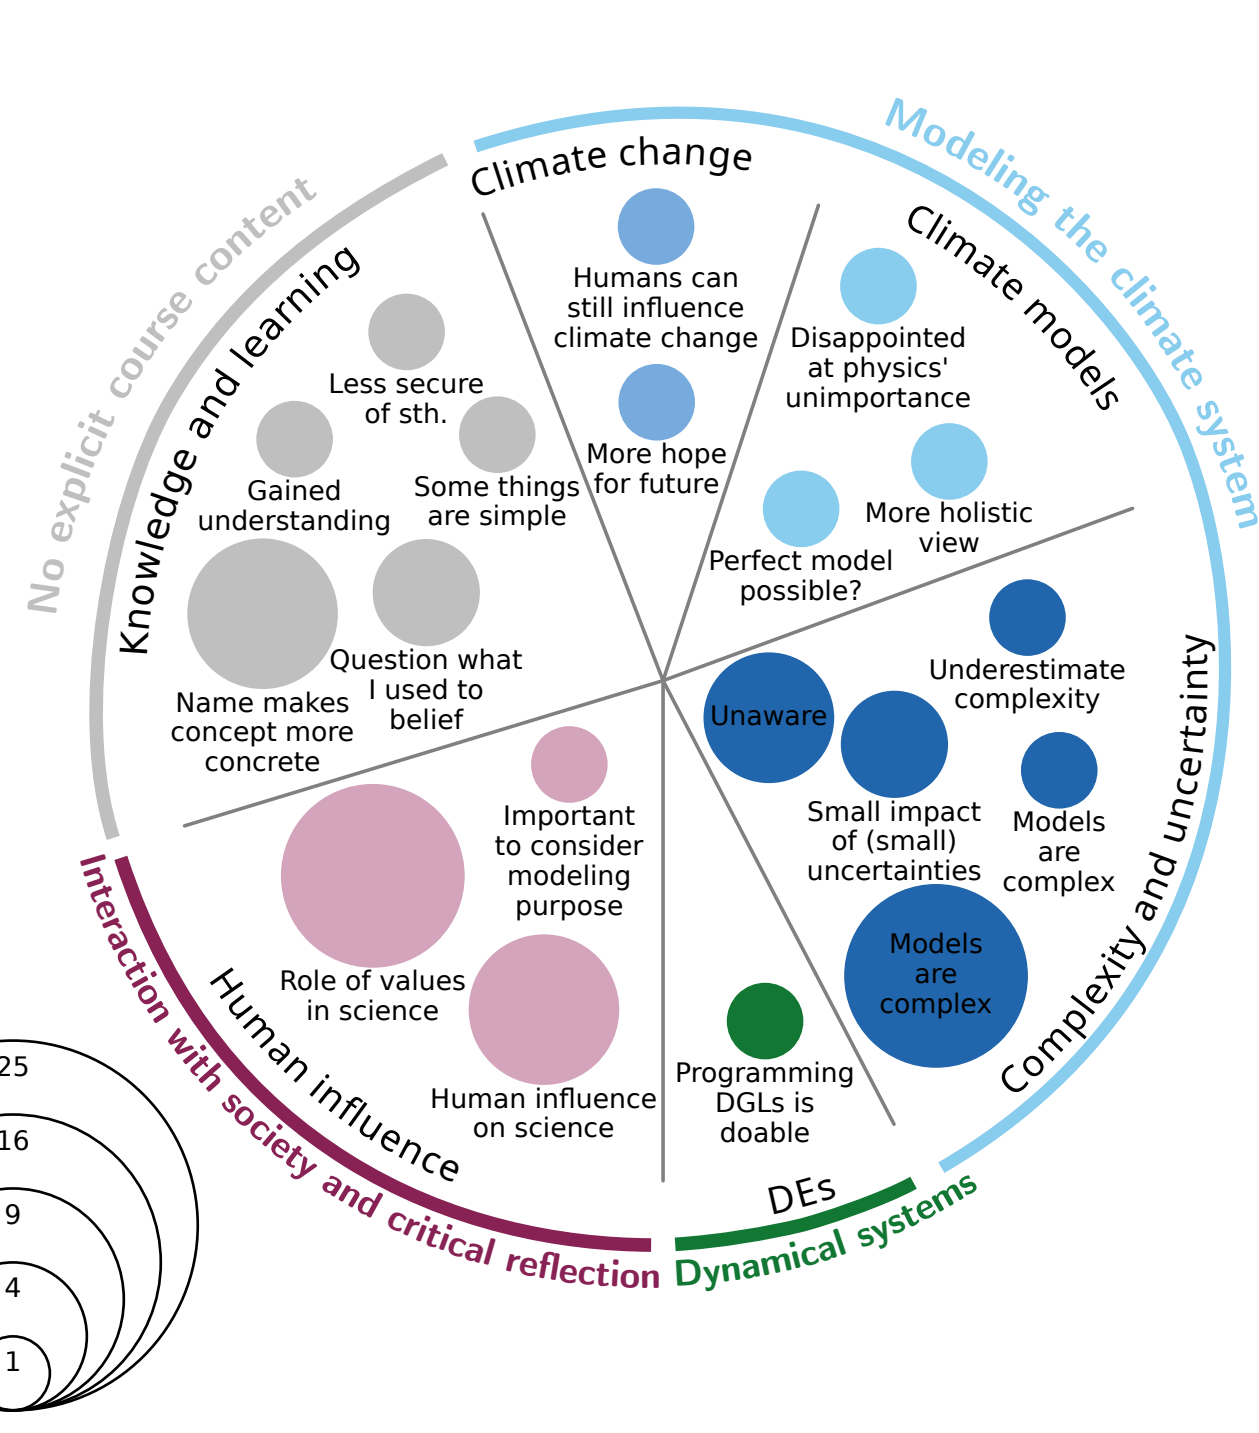 Modeling the climate system
No explicit course content
Interaction with society and critical reflection
Dynamical systems
Climate change
Humans can
still influence
climate change
More hope
for future
Climate models
Disappointed
at physics'
unimportance
More holistic
view
Perfect model
possible?
Complexity and uncertainty
Underestimate
complexity
Unaware
Small impact
of (small)
uncertainties
Models
are
complex
Models
are
complex
DEs
Programming
DGLs is
doable
Human influence
Important
to consider
modeling
purpose
Role of values
in science
Human influence
on science
Knowledge and learning
Less secure
of sth.
Gained
understanding
Some things
are simple
Name makes
concept more
concrete
Question what
I used to
belief
25
16
9
4
1